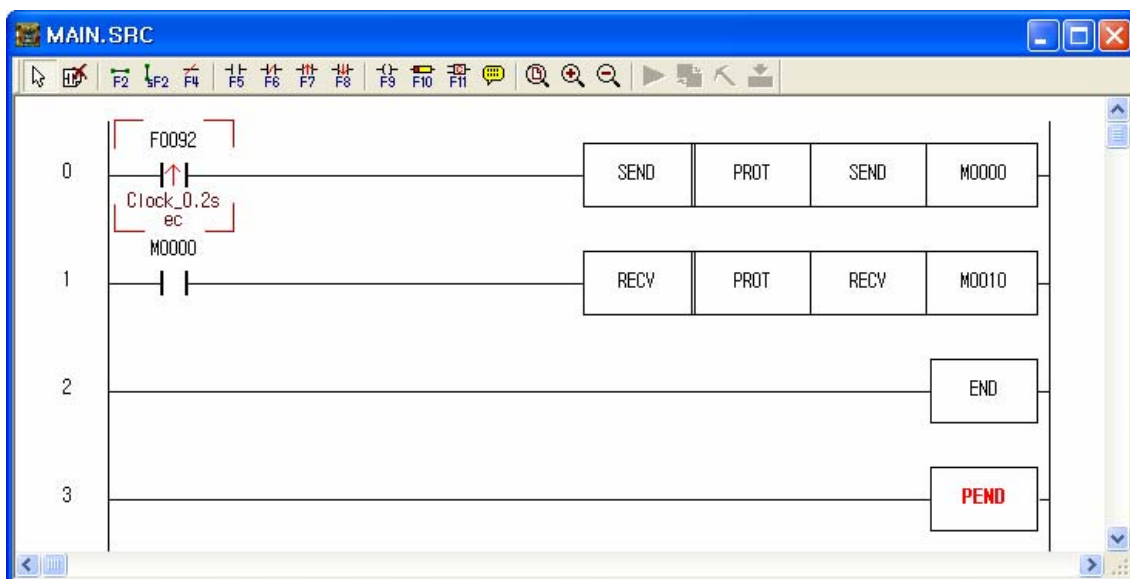 MAIN.SRC
F2 sF2 F4 F5 F6 F7 F8 F9 F10 F11
F0092
0 SEND PROT SEND M0000
Clock_0.2s
ec
M0000
1 RECV PROT RECV M0010
2 END
3 PEND